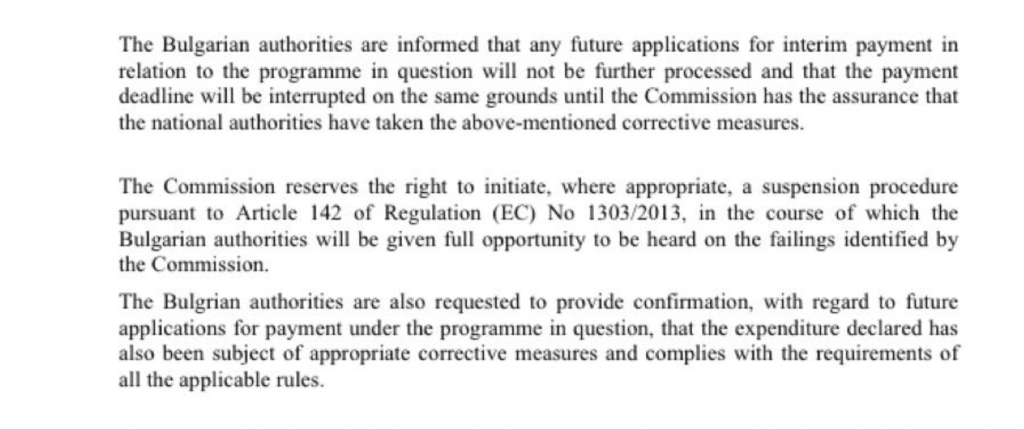 The Bulgarian authorities are informed that any future applications for interim payment in
relation to the programme in question will not be further processed and that the payment
deadline will be interrupted on the same grounds until the Commission has the assurance that
the national authorities have taken the above-mentioned corrective measures.
The Commission reserves the right to initiate, where appropriate, a suspension procedure
pursuant to Article 142 of Regulation (EC) No 1303/2013, in the course of which the
Bulgarian authorities will be given full opportunity to be heard on the failings identified by
the Commission.
The Bulgrian authorities are also requested to provide confirmation, with regard to future
applications for payment under the programme in question, that the expenditure declared has
also been subject of appropriate corrective measures and complies with the requirements of
all the applicable rules.